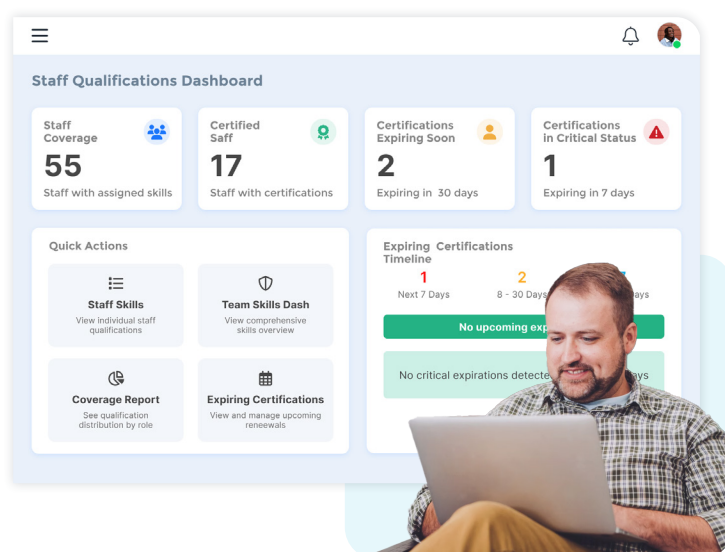 Staff Qualifications Dashboard
Staff
Coverage
55
Staff with assigned skills
Certified
Saff
17
Staff with certifications
Certifications
Expiring Soon
2
Expiring in 30 days
Certifications
in Critical Status
1
Expiring in 7 days
Quick Actions
Staff Skills
View individual staff
qualifications
Team Skills Dash
View comprehensive
skills overview
Coverage Report
See qualification
distribution by role
Expiring Certifications
View and manage upcoming
reneewals
Expiring Certifications
Timeline
1
2
Next 7 Days
8 - 30 Days
No upcoming
No critical expirations